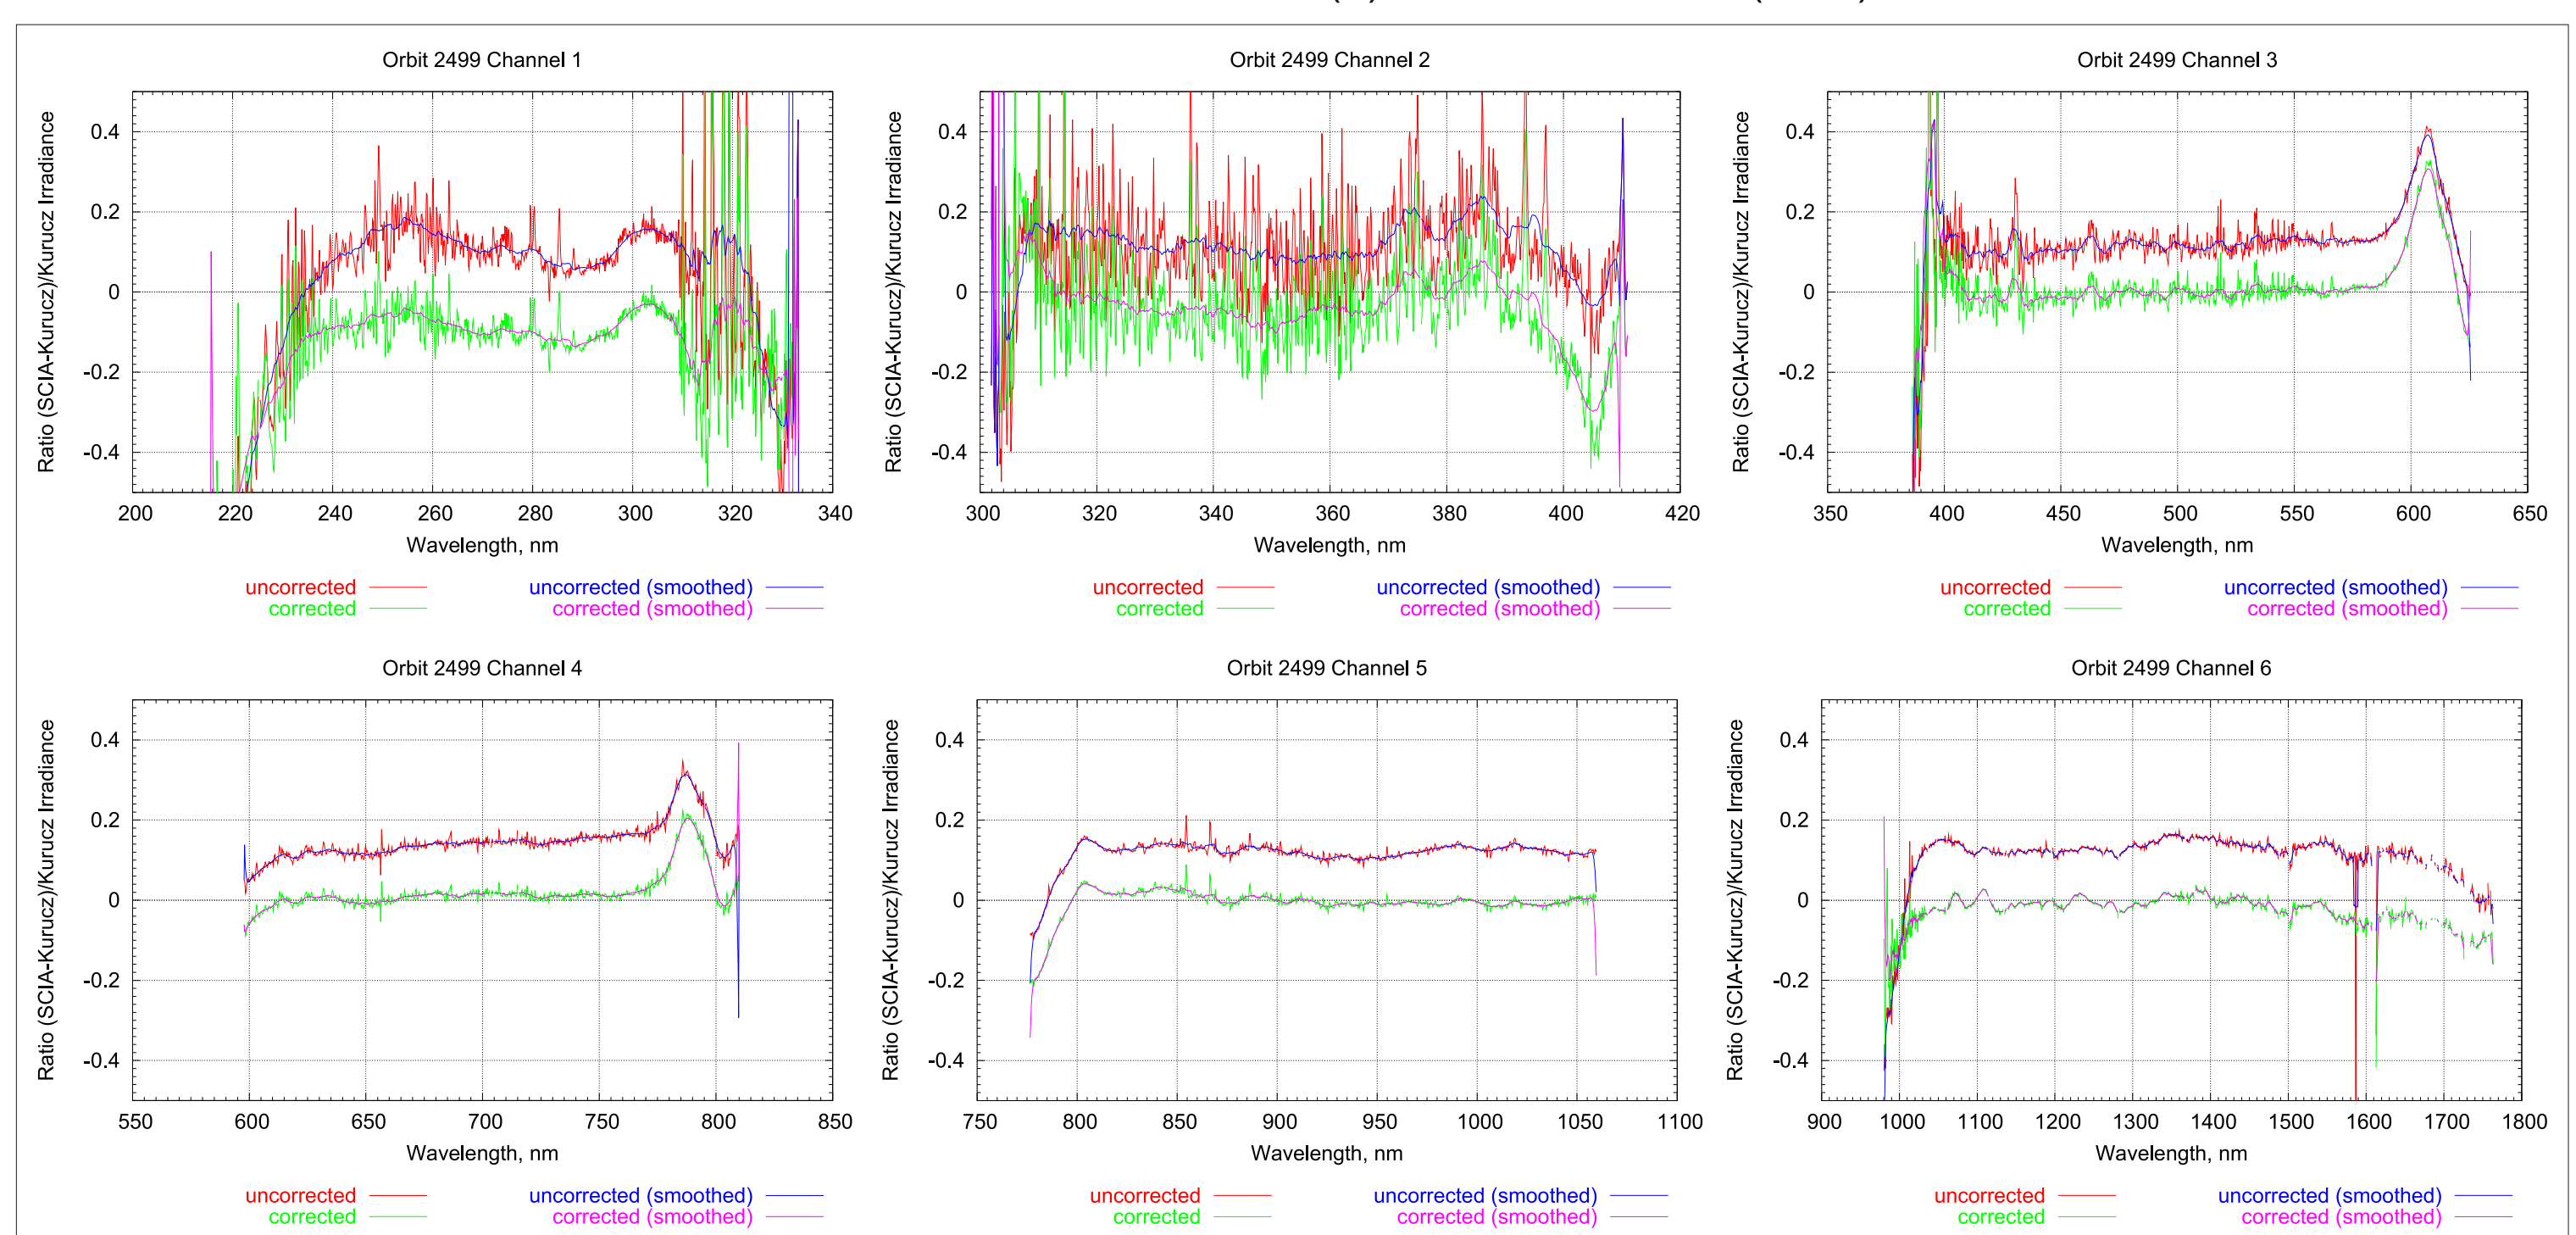 Orbit 2499 Channel 1
Ratio (SCIA-Kurucz)/Kurucz Irradiance
0.4
0.2
0
-0.2
-0.4
200 220 240 260 280 300 320 340
Wavelength, nm
uncorrected
corrected
uncorrected (smoothed)
corrected (smoothed)
Orbit 2499 Channel 2
Ratio (SCIA-Kurucz)/Kurucz Irradiance
0.4
0.2
0
-0.2
-0.4
300 320 340 360 380 400 420
Wavelength, nm
uncorrected
corrected
uncorrected (smoothed)
corrected (smoothed)
Orbit 2499 Channel 3
Ratio (SCIA-Kurucz)/Kurucz Irradiance
0.4
0.2
0
-0.2
-0.4
350 400 450 500 550 600 650
Wavelength, nm
uncorrected
corrected
uncorrected (smoothed)
corrected (smoothed)
Orbit 2499 Channel 4
Ratio (SCIA-Kurucz)/Kurucz Irradiance
0.4
0.2
0
-0.2
-0.4
550 600 650 700 750 800 850
Wavelength, nm
uncorrected
corrected
uncorrected (smoothed)
corrected (smoothed)
Orbit 2499 Channel 5
Ratio (SCIA-Kurucz)/Kurucz Irradiance
0.4
0.2
0
-0.2
-0.4
750 800 850 900 950 1000 1050 1100
Wavelength, nm
uncorrected
corrected
uncorrected (smoothed)
corrected (smoothed)
Orbit 2499 Channel 6
Ratio (SCIA-Kurucz)/Kurucz Irradiance
0.4
0.2
0
-0.2
-0.4
900 1000 1100 1200 1300 1400 1500 1600 1700 1800
Wavelength, nm
uncorrected
corrected
uncorrected (smoothed)
corrected (smoothed)